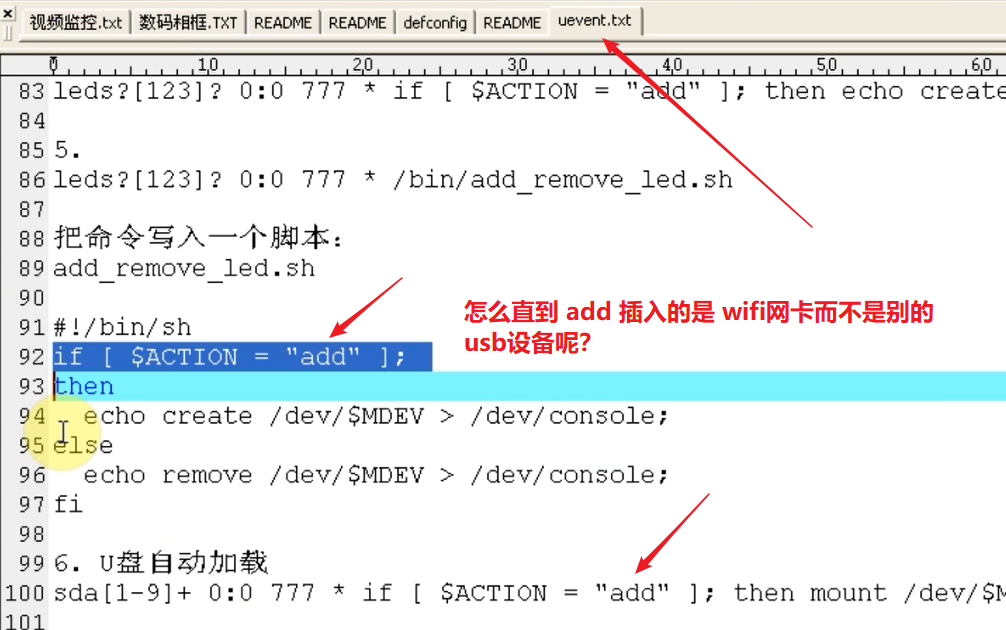 视频监控.txt 数码相框.TXT README README defconfig README uevent.txt
0 10 20 30 40 50 60
83 leds?[123]? 0:0 777 * if [ $ACTION = "add" ]; then echo create
84
85 5.
86 leds?[123]? 0:0 777 * /bin/add_remove_led.sh
87
88 把命令写入一个脚本:
89 add_remove_led.sh
90
91 #!/bin/sh
怎么直到 add 插入的是 wifi网卡而不是别的
usb设备呢?
92 if [ $ACTION = "add" ];
93 then
94 echo create /dev/$MDEV > /dev/console;
95 else
96 echo remove /dev/$MDEV > /dev/console;
97 fi
98
99 6. U盘自动加载
100 sda[1-9]+ 0:0 777 * if [ $ACTION = "add" ]; then mount /dev/$M
101